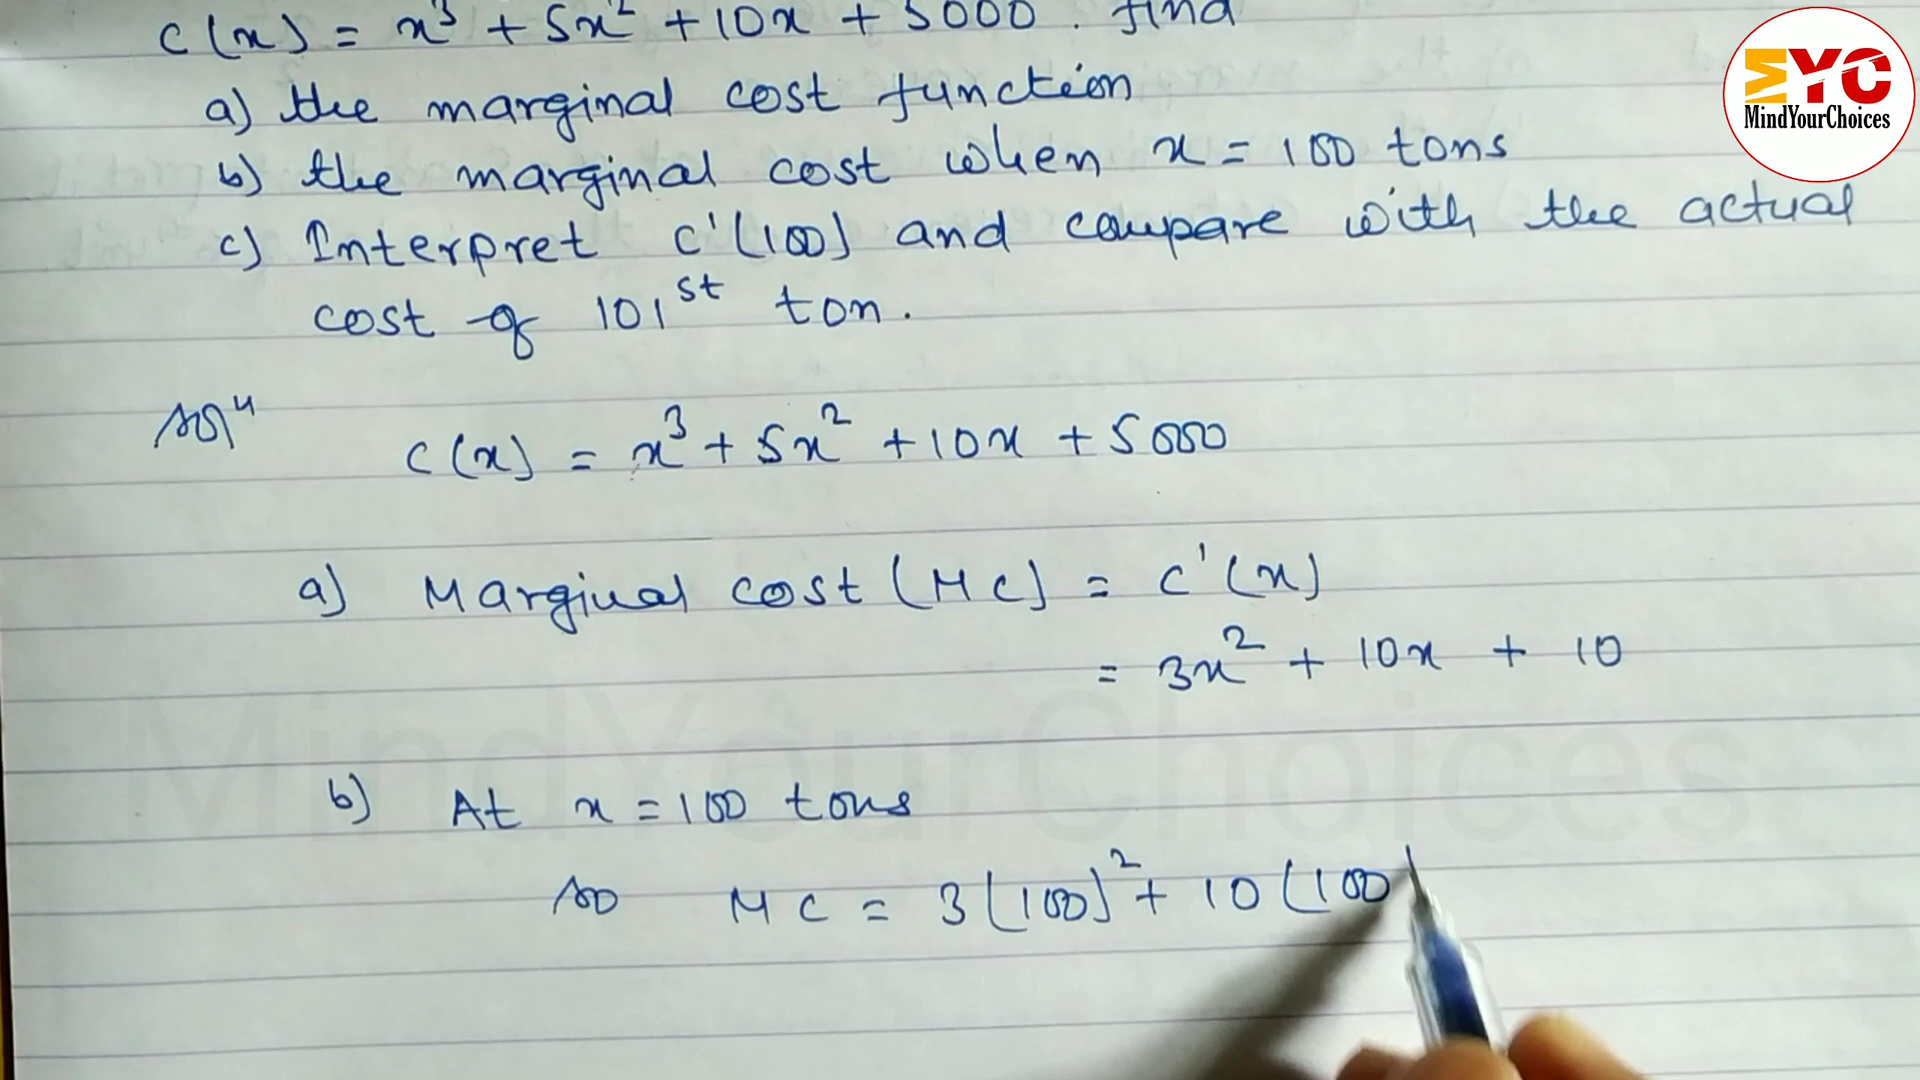 C(x) = x³ + 5x² + 10x + 5000. find
a) the marginal cost function
b) the marginal cost when x = 100 tons
c) Interpret C'(100) and compare with the actual
cost of 101st ton.
Solⁿ
C(x) = x³ + 5x² + 10x + 5000
a) Marginal cost (MC) = C'(x)
= 3x² + 10x + 10
b) At x = 100 tons
So MC = 3(100)² + 10(100)
MYC
MindYourChoices
MindYourChoices